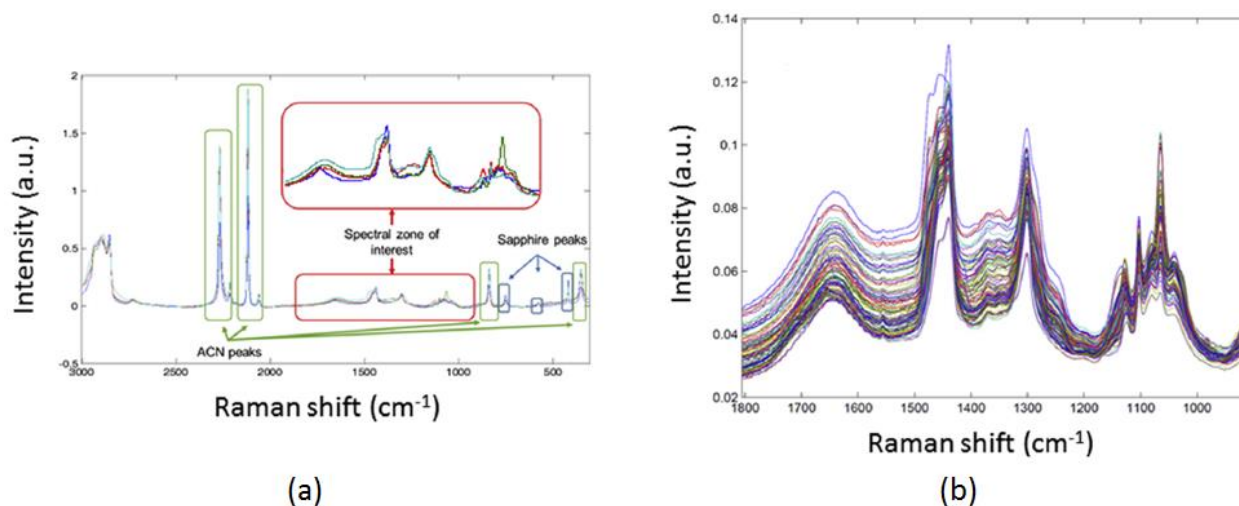 Intensity (a.u.)
2
1.5
1
0.5
0
-0.5
Spectral zone of
interest
Sapphire peaks
ACN peaks
3000 2500 2000 1500 1000 500
Raman shift (cm-1)
(a)
Intensity (a.u.)
0.14
0.12
0.1
0.08
0.06
0.04
0.02
1800 1700 1600 1500 1400 1300 1200 1100 1000
Raman shift (cm-1)
(b)